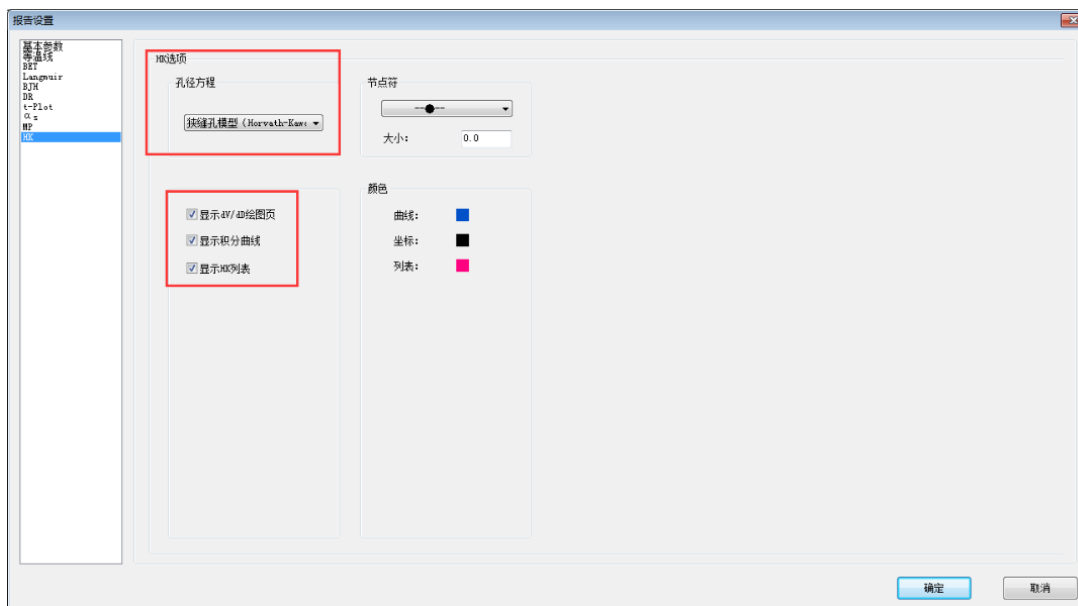 报告设置
基本参数
等温线
BET
Langmuir
BJH
DR
t-Plot
αs
MP
HK
HK选项
孔径方程
狭缝孔模型 (Horvath-Kawo
节点符
大小: 0.0
显示dV/dD绘图页
显示积分曲线
显示HK列表
颜色
曲线:
坐标:
列表:
确定
取消